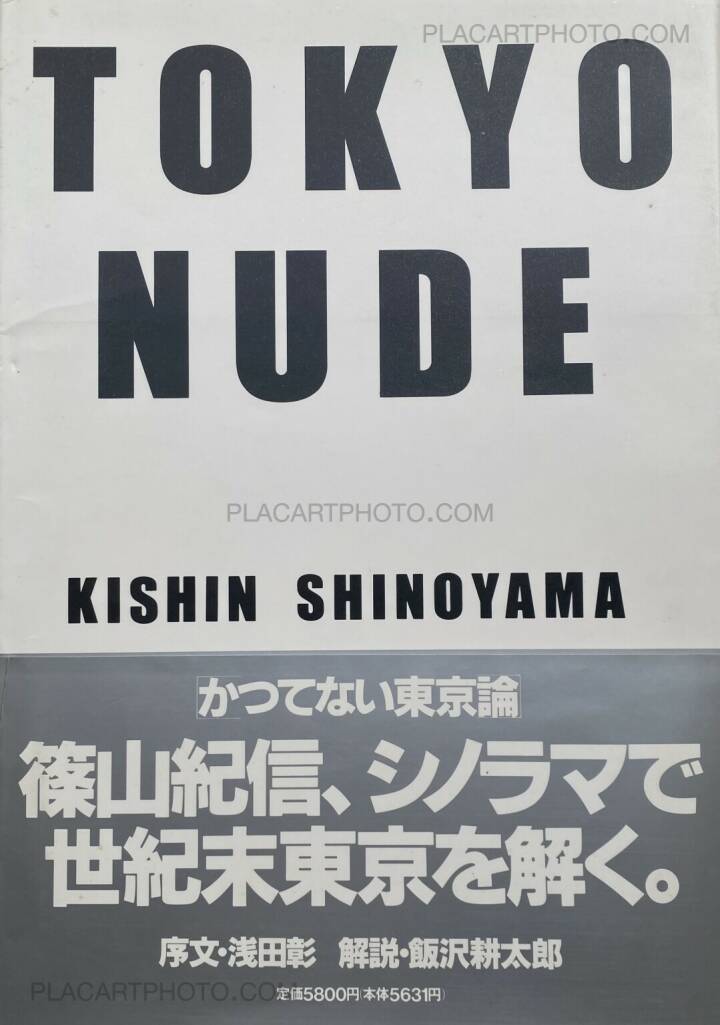 PLACARTPHOTO.COM
TOKYO
NUDE
PLACARTPHOTO.COM
KISHIN SHINOYAMA
「かつてない東京論」
篠山紀信、シノラマで
世紀末東京を解く。
序文・浅田彰 解説・飯沢耕太郎
PLACARTPHOTO.COM
定価5800円(本体5631円)